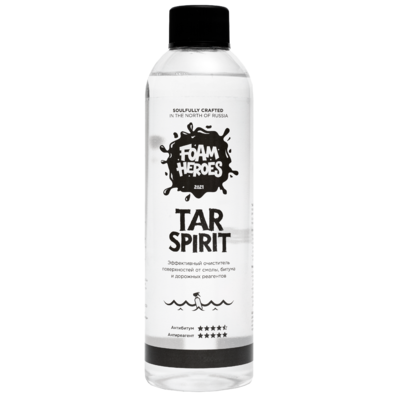 SOULFULLY CRAFTED
IN THE NORTH OF RUSSIA
FOAM
HEROES
2021
TAR
SPIRIT
Эффективный очиститель
поверхностей от смолы, битума
и дорожных реагентов
Антибитум
Антиреагент